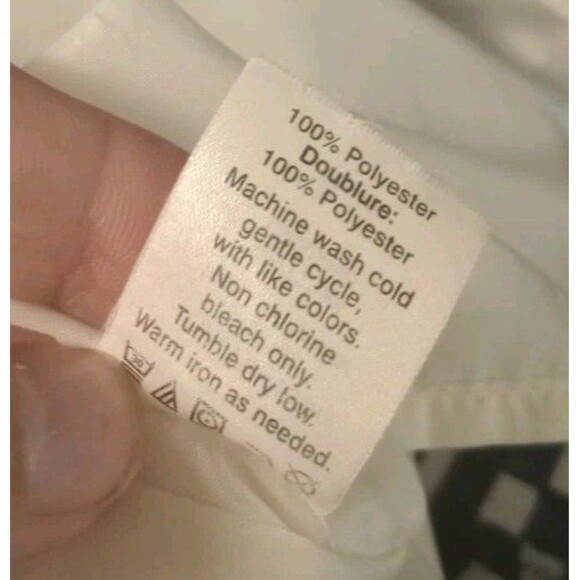 100% Polyester
Doublure:
100% Polyester
Machine wash cold
gentle cycle,
with like colors.
Non chlorine
bleach only.
Tumble dry low.
Warm iron as needed.
30